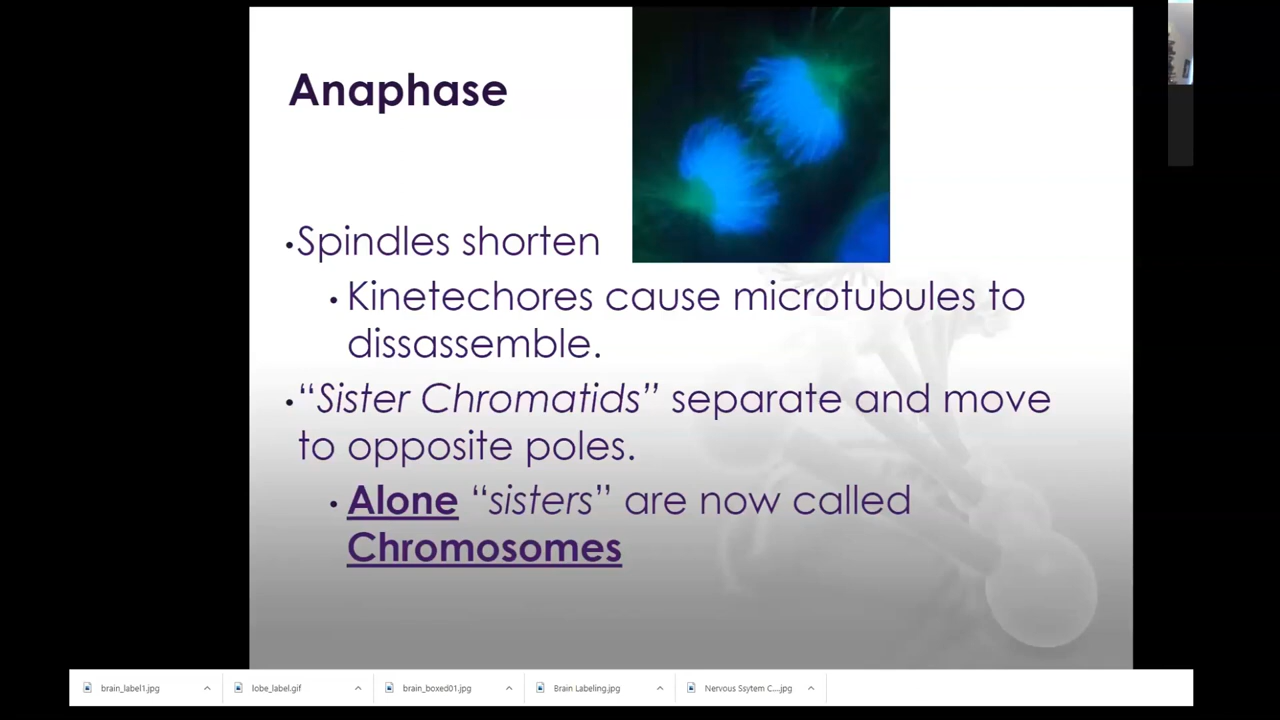 Anaphase
•Spindles shorten
• Kinetechores cause microtubules to
dissassemble.
•“Sister Chromatids” separate and move
to opposite poles.
• Alone “sisters” are now called
Chromosomes
brain_label1.jpg
lobe_label.gif
brain_boxed01.jpg
Brain Labeling.jpg
Nervous Ssytem C....jpg